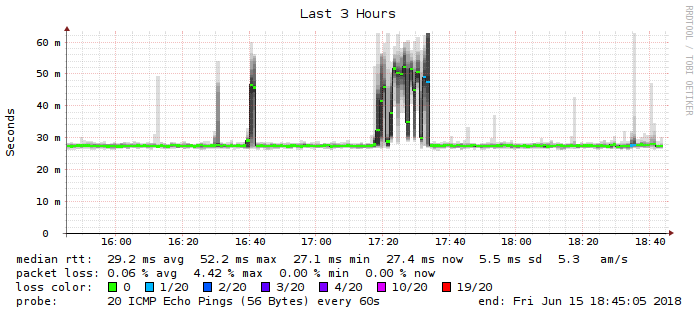 Last 3 Hours
RRDTOOL / TOBI OETIKER
Seconds
60 m
50 m
40 m
30 m
20 m
10 m
0
16:00 16:20 16:40 17:00 17:20 17:40 18:00 18:20 18:40
median rtt: 29.2 ms avg 52.2 ms max 27.1 ms min 27.4 ms now 5.5 ms sd 5.3 am/s
packet loss: 0.06 % avg 4.42 % max 0.00 % min 0.00 % now
loss color: 0 1/20 2/20 3/20 4/20 10/20 19/20
probe: 20 ICMP Echo Pings (56 Bytes) every 60s end: Fri Jun 15 18:45:05 2018